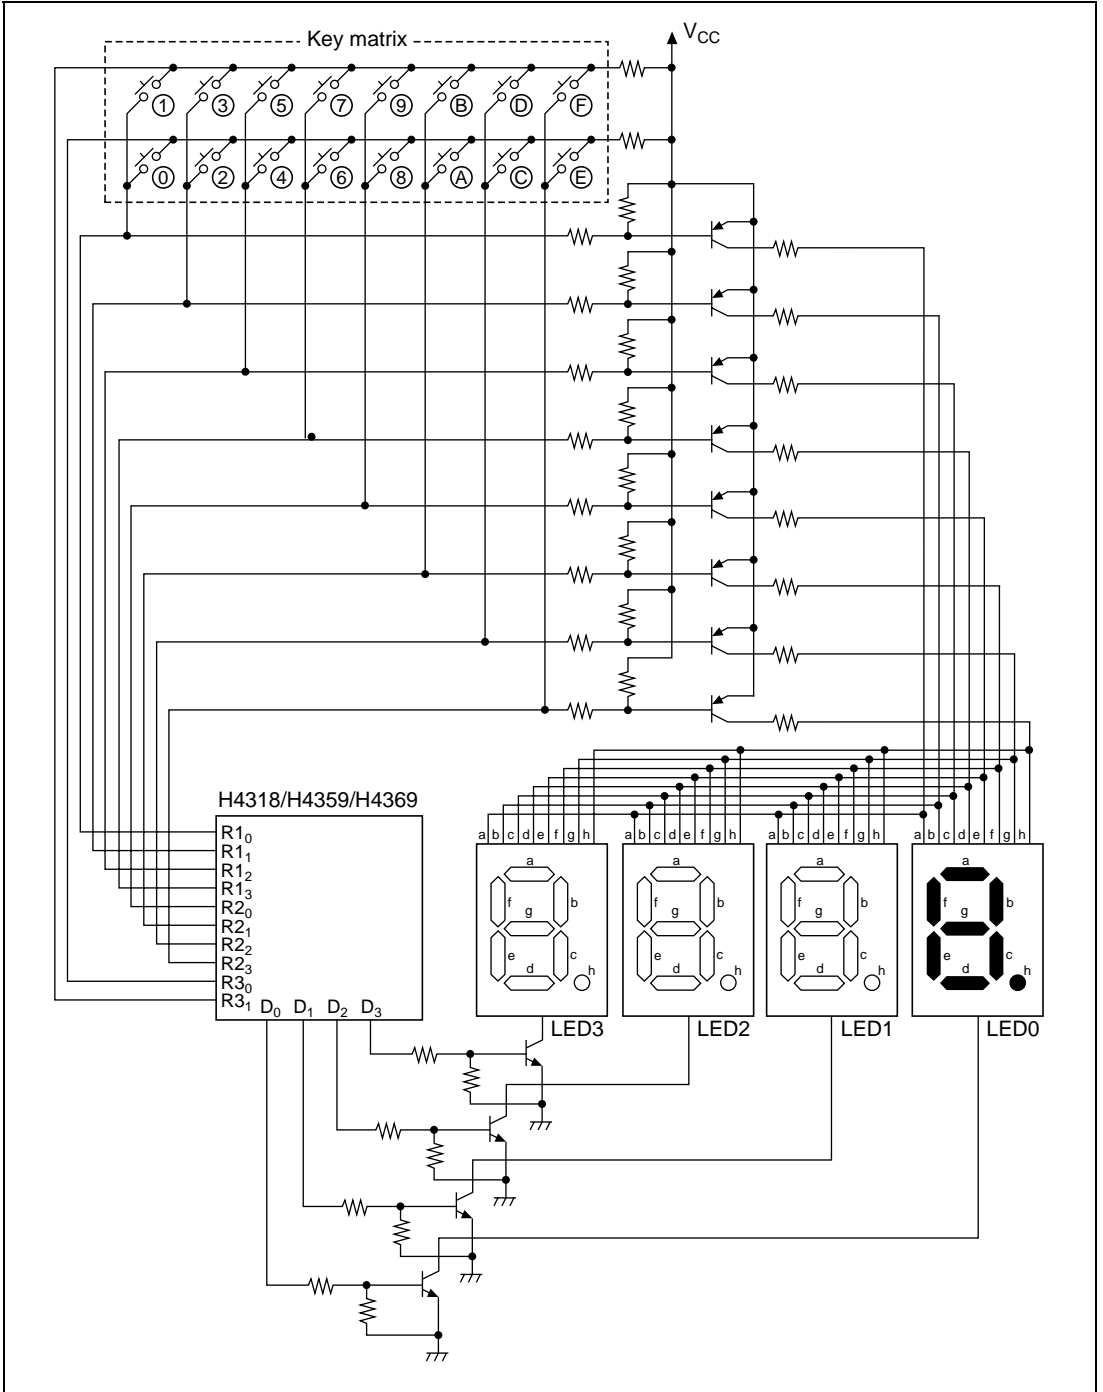 Key matrix
VCC
1 3 5 7 9 B D F
0 2 4 6 8 A C E
H4318/H4359/H4369
R10
R11
R12
R13
R20
R21
R22
R23
R30
R31
D0 D1 D2 D3
a b c d e f g h
a b c d e f g h
a b c d e f g h
a b c d e f g h
a
f
g
b
e
d
c
h
a
f
g
b
e
d
c
h
a
f
g
b
e
d
c
h
a
f
g
b
e
d
c
h
LED3
LED2
LED1
LED0